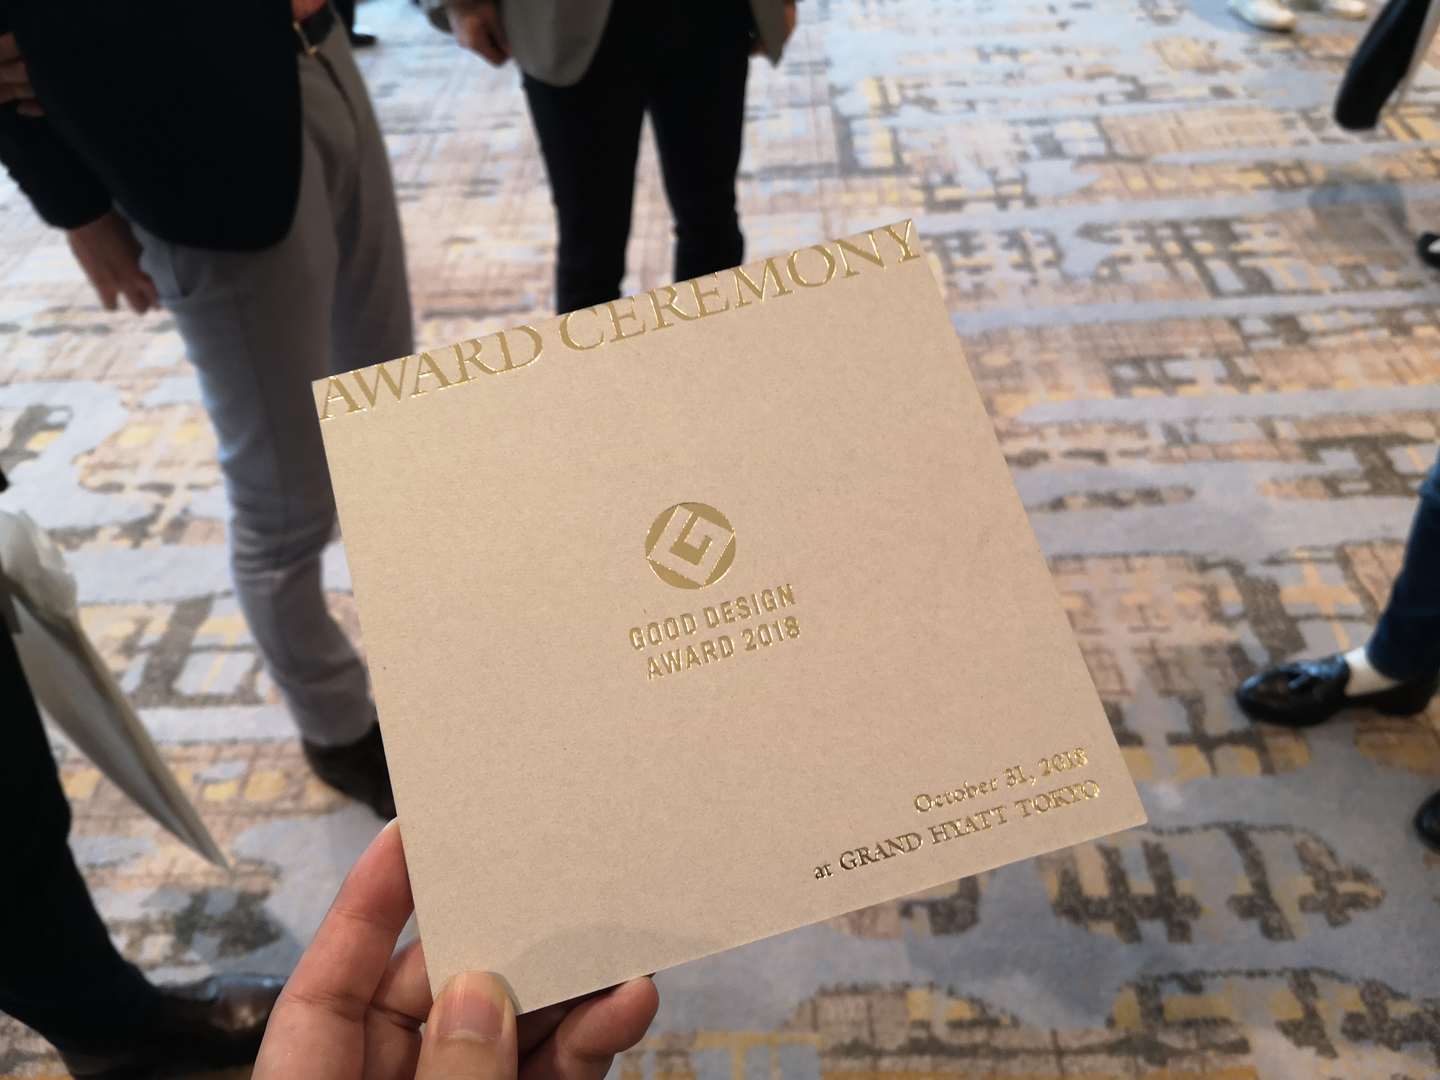 AWARD CEREMONY
GOOD DESIGN
AWARD 2018
October 31, 2018
at GRAND HYATT TOKYO